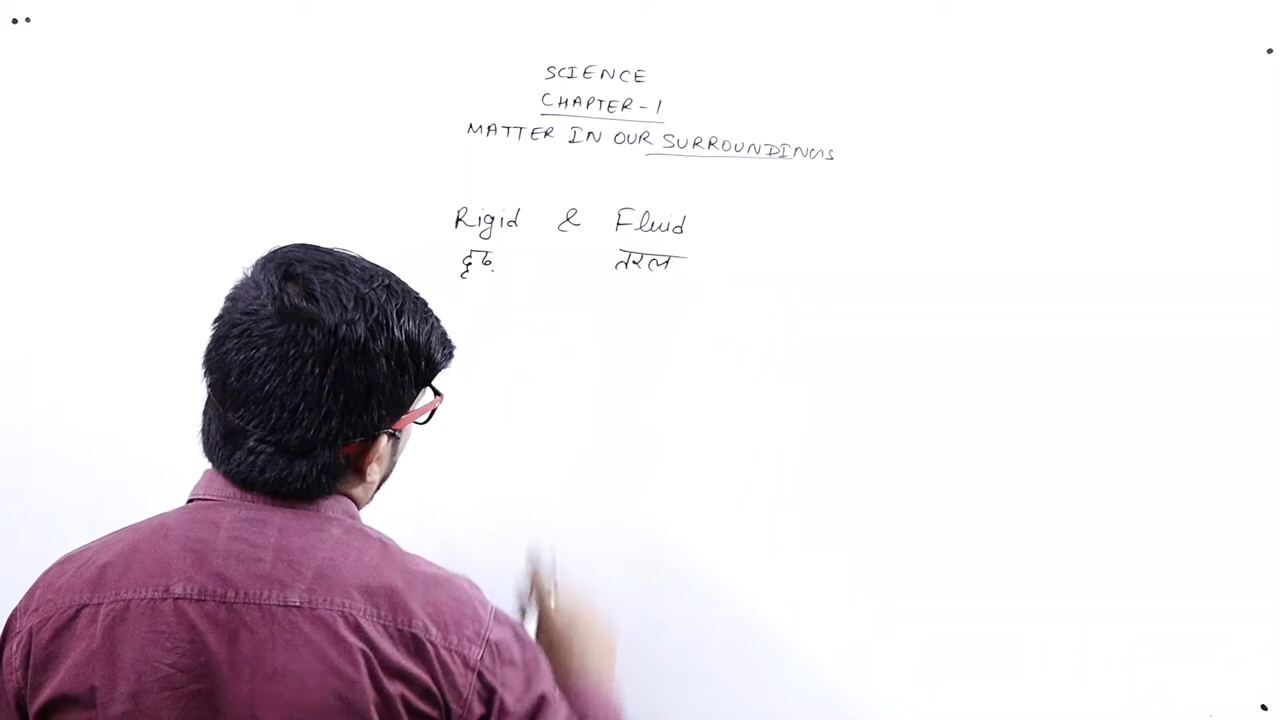 SCIENCE
CHAPTER-1
MATTER IN OUR SURROUNDINGS
Rigid & Fluid
दृढ़ तरल